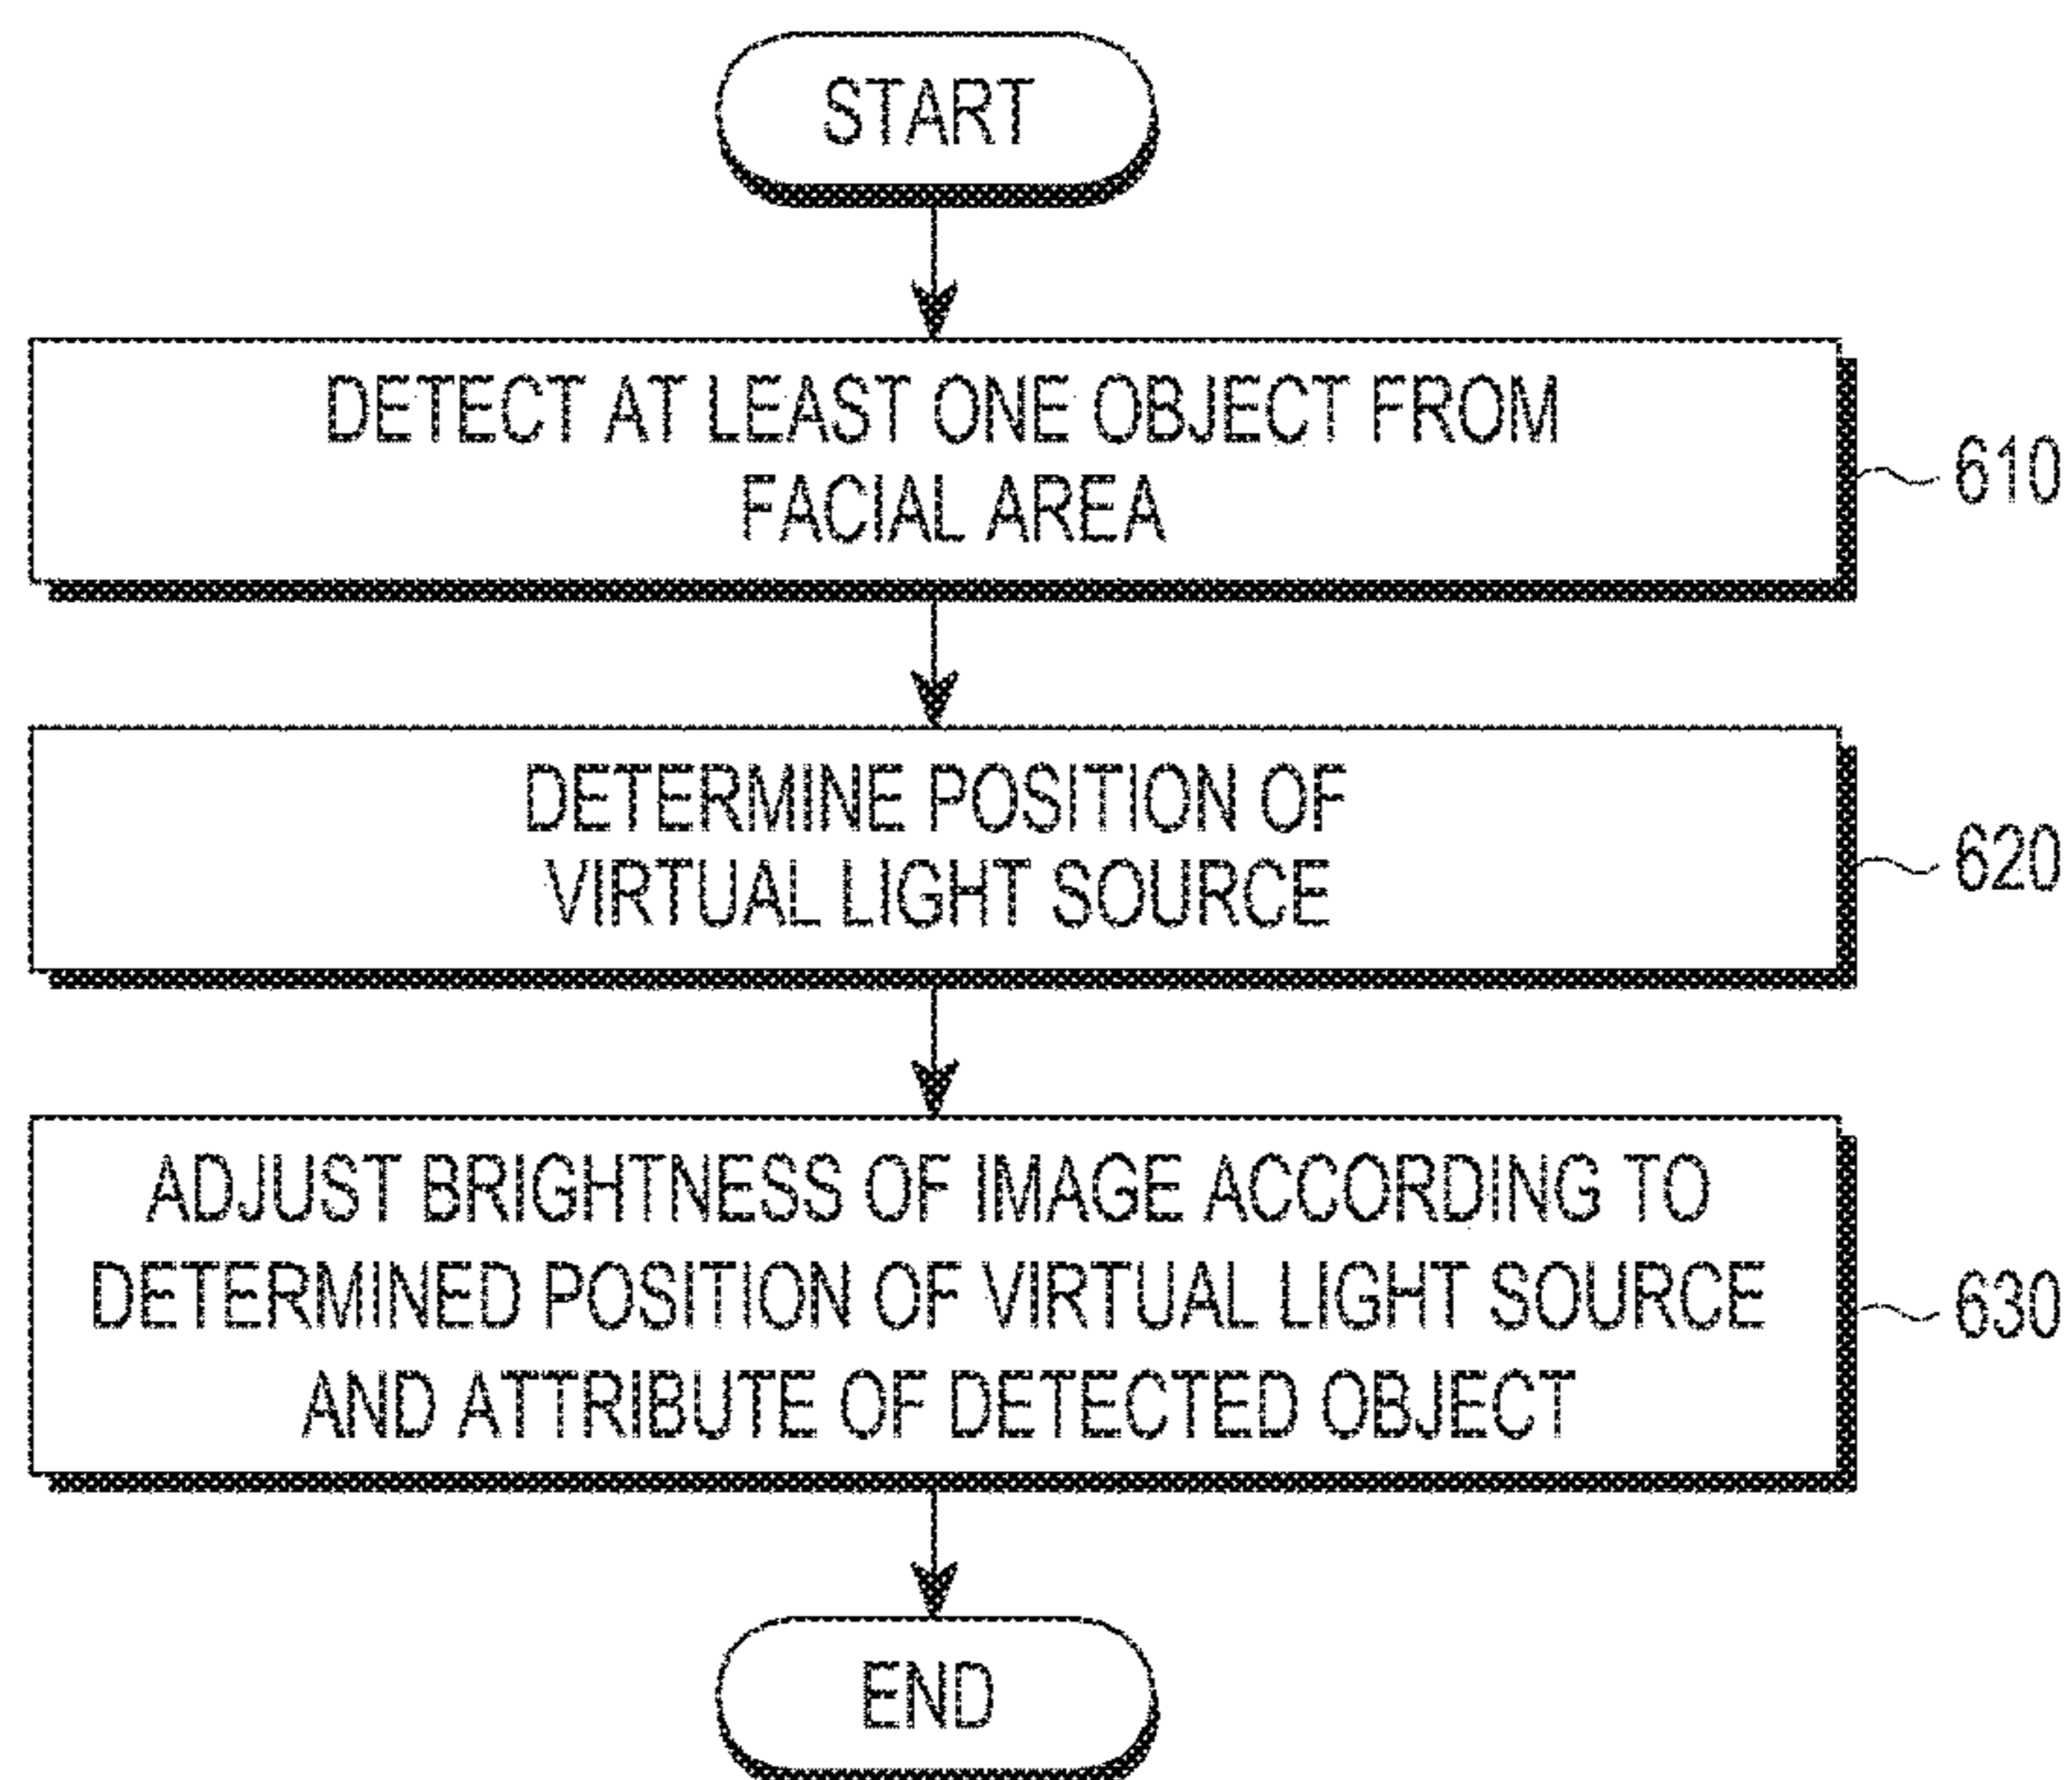 START
DETECT AT LEAST ONE OBJECT FROM
FACIAL AREA
610
DETERMINE POSITION OF
VIRTUAL LIGHT SOURCE
620
ADJUST BRIGHTNESS OF IMAGE ACCORDING TO
DETERMINED POSITION OF VIRTUAL LIGHT SOURCE
AND ATTRIBUTE OF DETECTED OBJECT
630
END